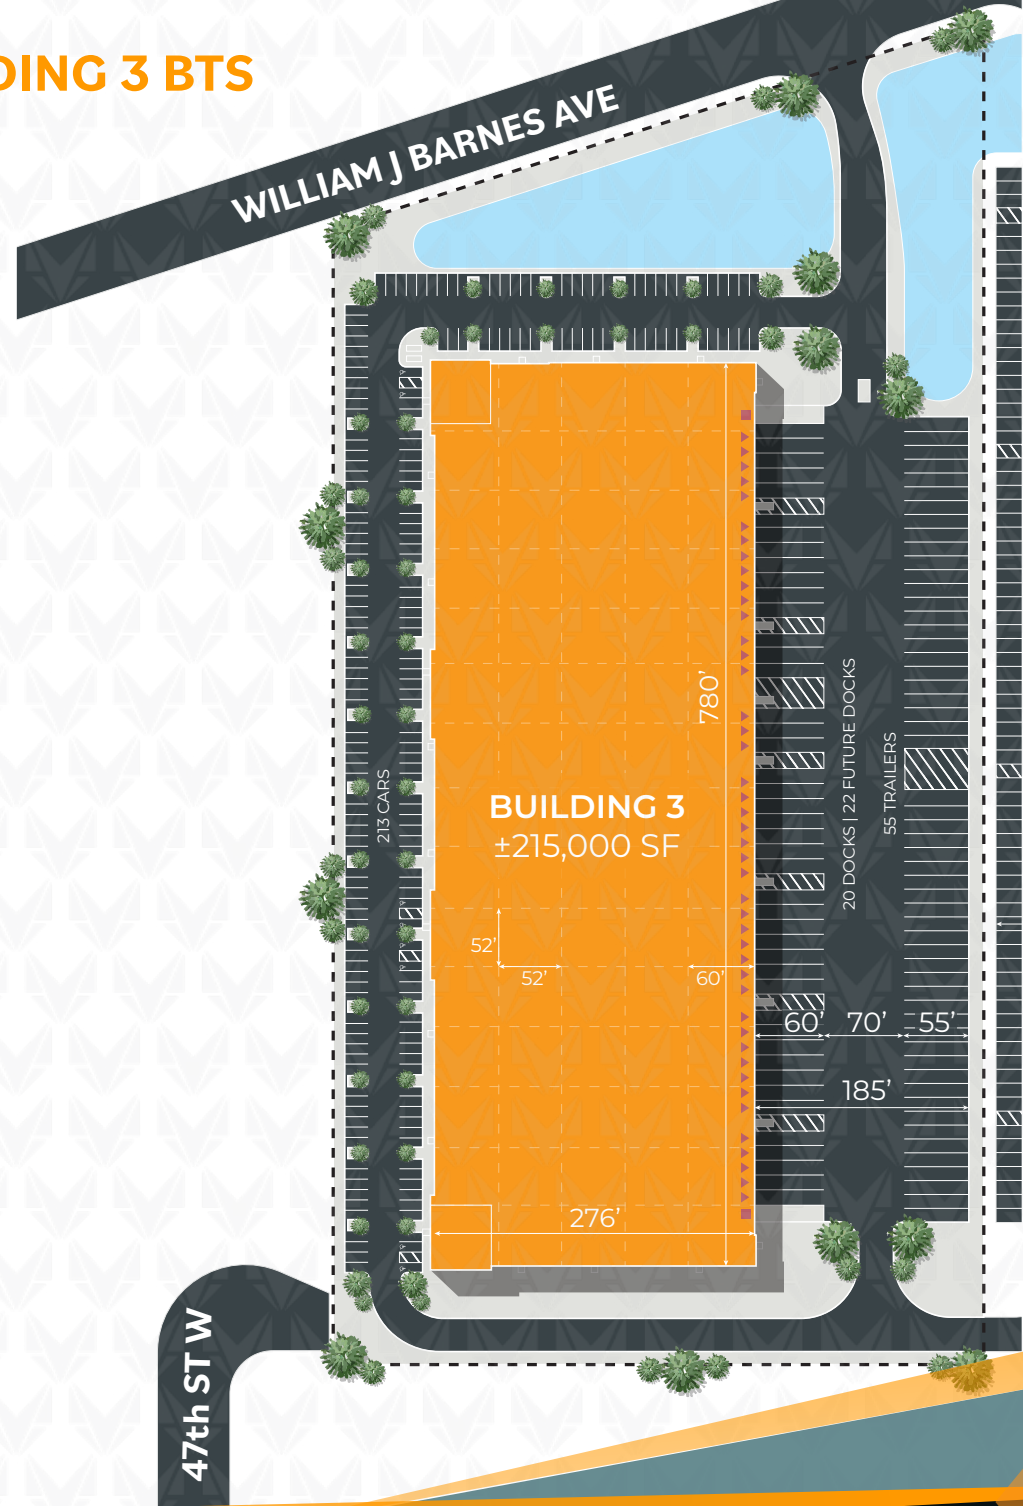 DING 3 BTS
WILLIAM J BARNES AVE
780’
213 CARS
BUILDING 3
±215,000 SF
20 DOCKS | 22 FUTURE DOCKS
55 TRAILERS
52’
52’
60’
60’
70’
55’
185’
276’
47th ST W